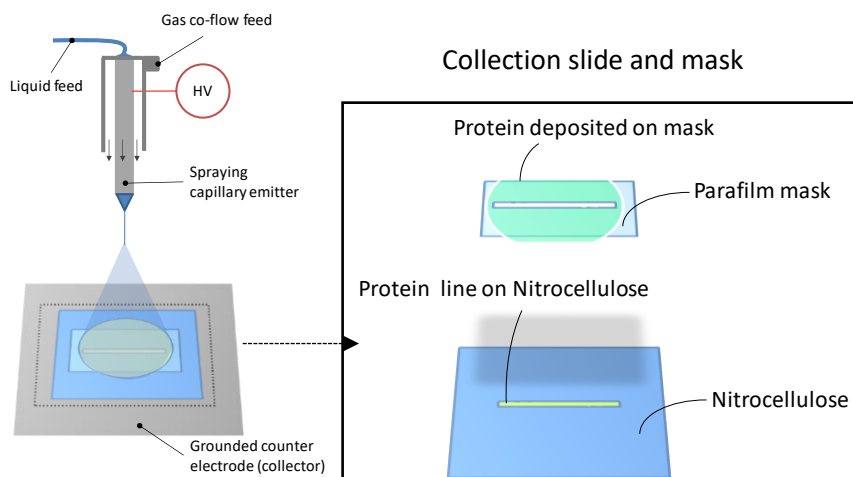 Gas co-flow feed
Liquid feed
HV
Spraying
capillary emitter
Grounded counter
electrode (collector)
Collection slide and mask
Protein deposited on mask
Parafilm mask
Protein line on Nitrocellulose
Nitrocellulose